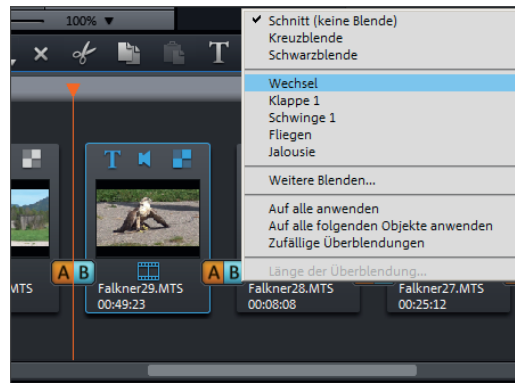 100%
T
✔ Schnitt (keine Blende)
Kreuzblende
Schwarzblende
Wechsel
Klappe 1
Schwinge 1
Fliegen
Jalousie
Weitere Blenden...
Auf alle anwenden
Auf alle folgenden Objekte anwenden
Zufällige Überblendungen
Länge der Überblendung...
T
A B
A B
MTS
Falkner29.MTS
00:49:23
Falkner28.MTS
00:08:08
Falkner27.MTS
00:25:12